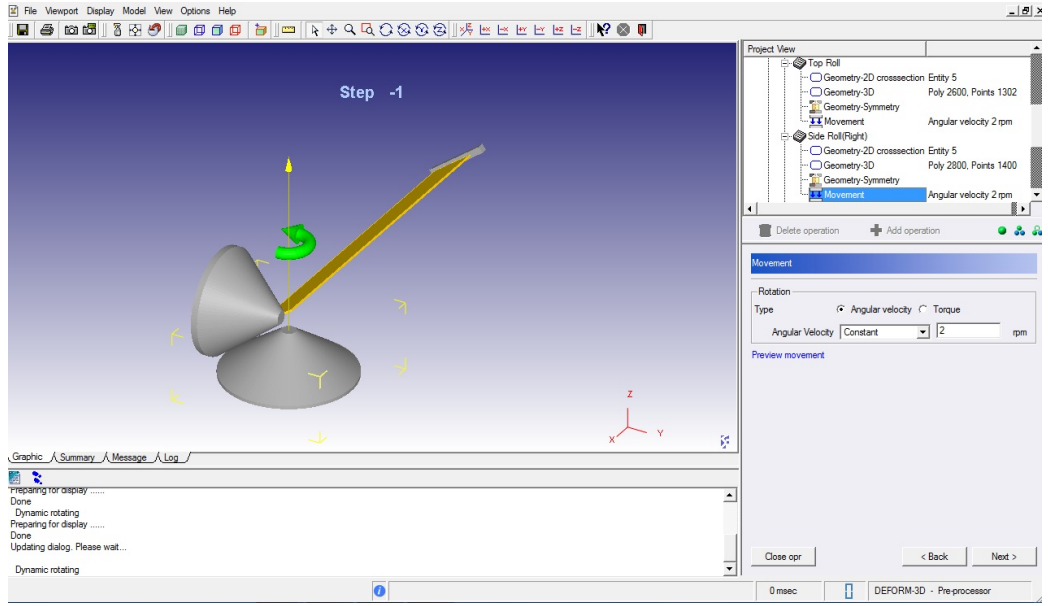 File Viewport Display Model View Options Help
Project View
Top Roll
Geometry-2D crosssection Entity 5
Geometry-3D Poly 2600, Points 1302
Geometry-Symmetry
Movement Angular velocity 2 rpm
Side Roll(Right)
Geometry-2D crosssection Entity 5
Geometry-3D Poly 2800, Points 1400
Geometry-Symmetry
Movement Angular velocity 2 rpm
Step -1
Z
X Y
Delete operation Add operation
Movement
Rotation
Type Angular velocity Torque
Angular Velocity Constant 2 rpm
Preview movement
Graphic Summary Message Log
Preparing for display ......
Done
Dynamic rotating
Preparing for display ......
Done
Updating dialog. Please wait...
Dynamic rotating
Close opr < Back Next >
0 msec DEFORM-3D - Pre-processor